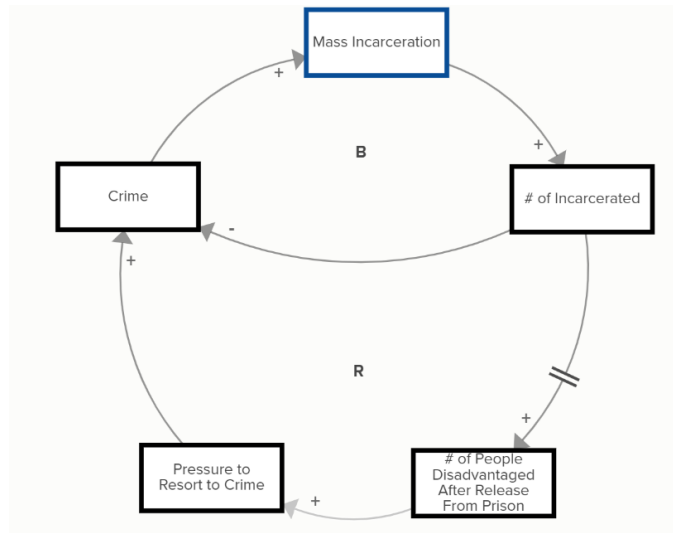 Mass Incarceration
+
+
B
Crime
# of Incarcerated
-
+
R
+
# of People
Disadvantaged
After Release
From Prison
Pressure to
Resort to Crime
+